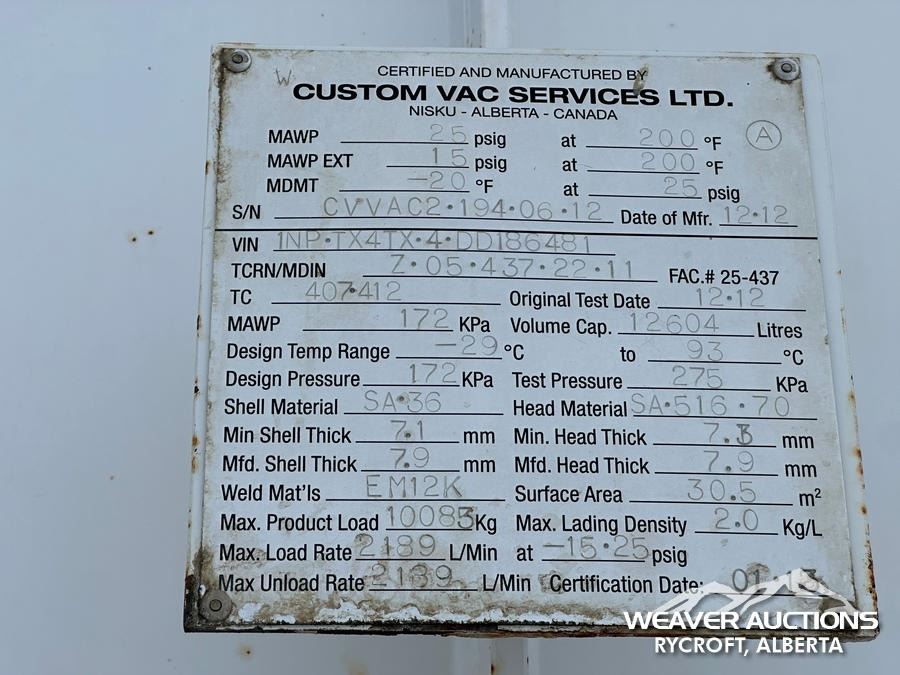 W CERTIFIED AND MANUFACTURED BY
CUSTOM VAC SERVICES LTD.
NISKU - ALBERTA - CANADA
MAWP 25 psig at 200 °F A
MAWP EXT 15 psig at 200 °F
MDMT -20 °F at 25 psig
S/N CVVAC2·194·06·12 Date of Mfr. 12·12
VIN 1NP·TX4TX·4·DD186481
TCRN/MDIN Z·05·437·22·11 FAC.# 25-437
TC 407·412 Original Test Date 12·12
MAWP 172 KPa Volume Cap. 12604 Litres
Design Temp Range -29 °C to 93 °C
Design Pressure 172 KPa Test Pressure 275 KPa
Shell Material SA·36 Head Material SA·516·70
Min Shell Thick 7.1 mm Min. Head Thick mm
Mfd. Shell Thick 7.9 mm Mfd. Head Thick 7.9 mm
Weld Mat'ls EM12K Surface Area 30.5 m²
Max. Product Load 10083 Kg Max. Lading Density 2.0 Kg/L
Max. Load Rate 2189 L/Min at -15·25 psig
Max Unload Rate L/Min Certification Date: 01
WEAVER AUCTIONS
RYCROFT, ALBERTA